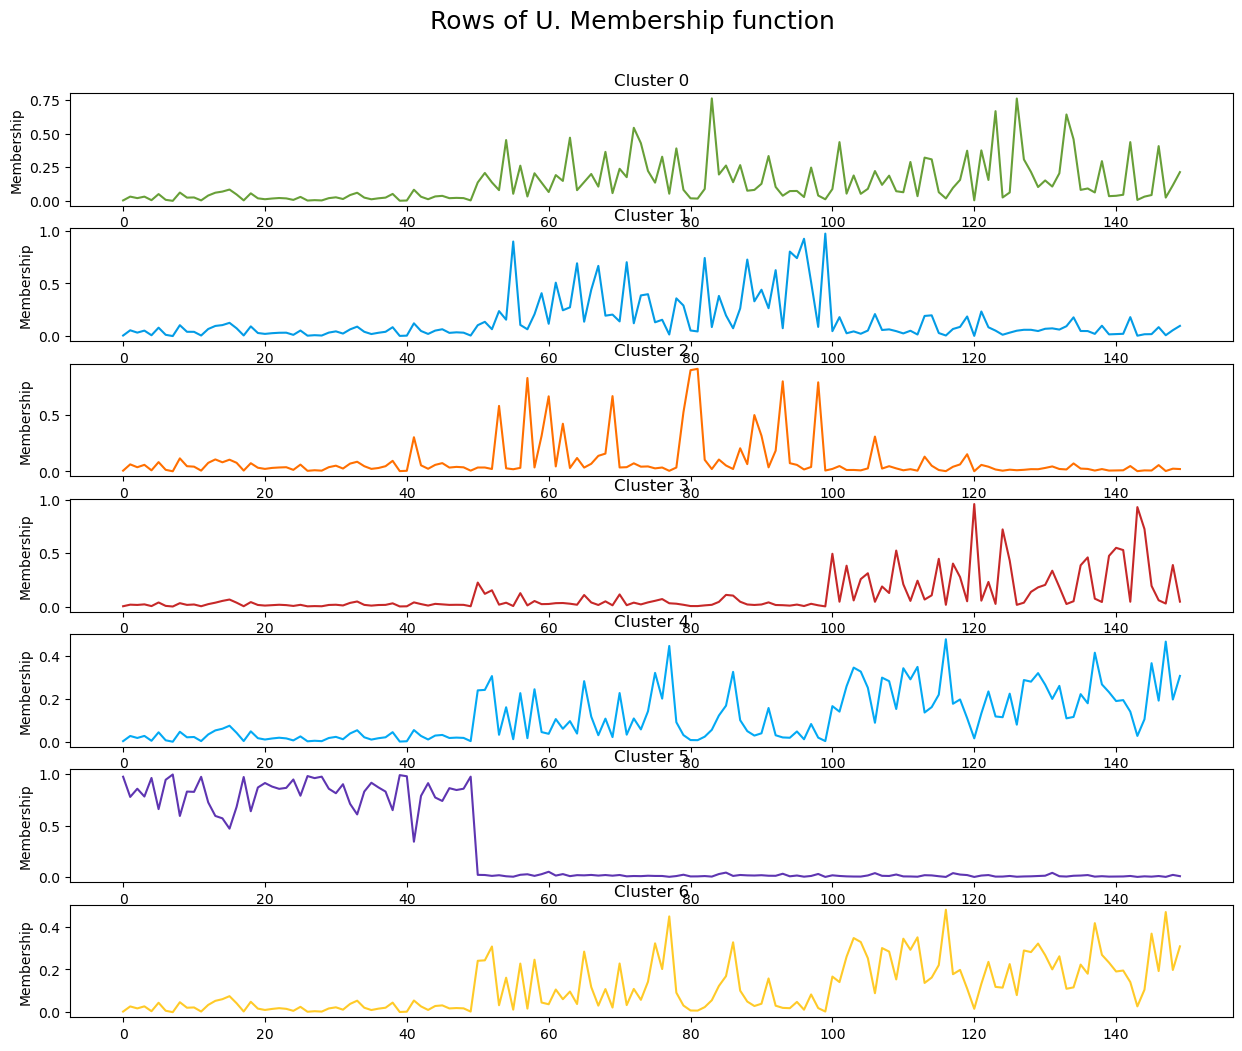 Rows of U. Membership function
Cluster 0
Membership
0.75
0.50
0.25
0.00
0 20 40 60 80 100 120 140
Cluster 1
Membership
1.0
0.5
0.0
0 20 40 60 80 100 120 140
Cluster 2
Membership
0.5
0.0
0 20 40 60 80 100 120 140
Cluster 3
Membership
1.0
0.5
0.0
0 20 40 60 80 100 120 140
Cluster 4
Membership
0.4
0.2
0.0
0 20 40 60 80 100 120 140
Cluster 5
Membership
1.0
0.5
0.0
0 20 40 60 80 100 120 140
Cluster 6
Membership
0.4
0.2
0.0
0 20 40 60 80 100 120 140